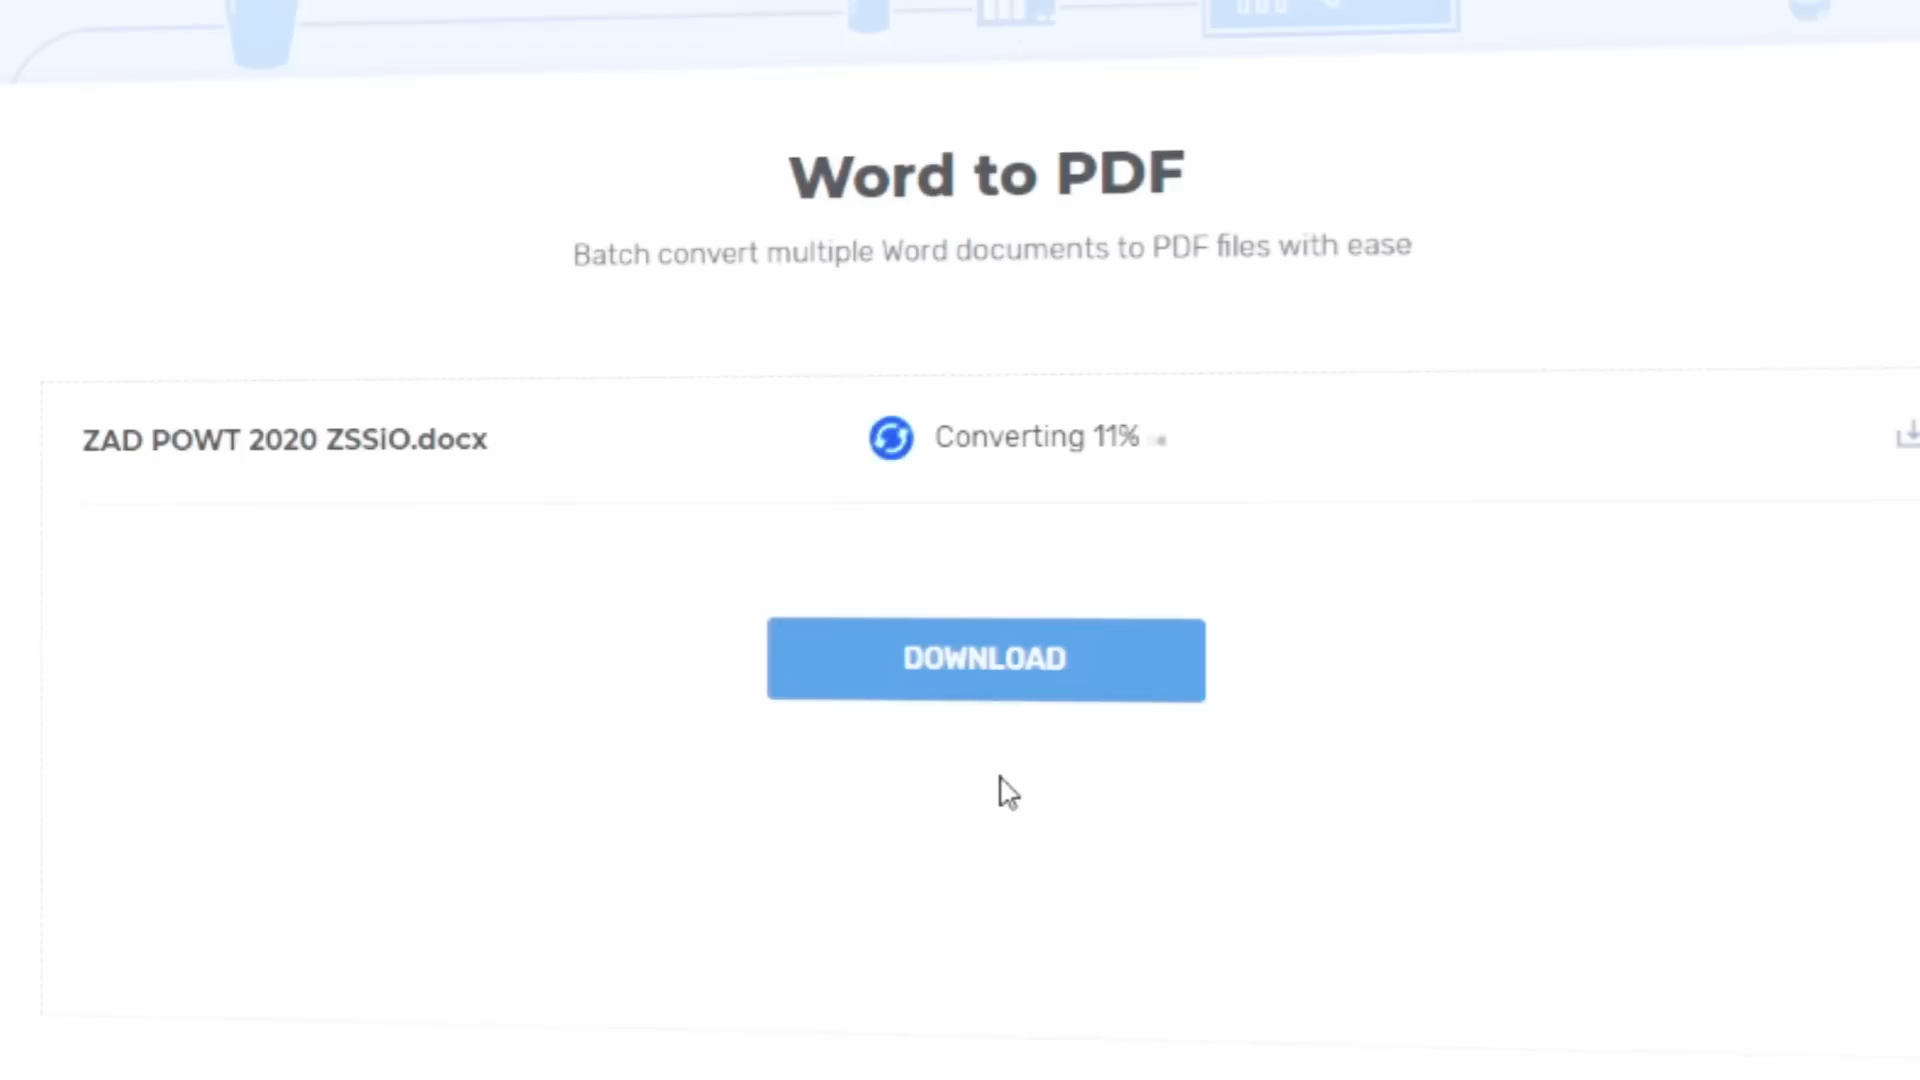 Word to PDF
Batch convert multiple Word documents to PDF files with ease
ZAD POWT 2020 ZSSiO.docx
Converting 11%
DOWNLOAD